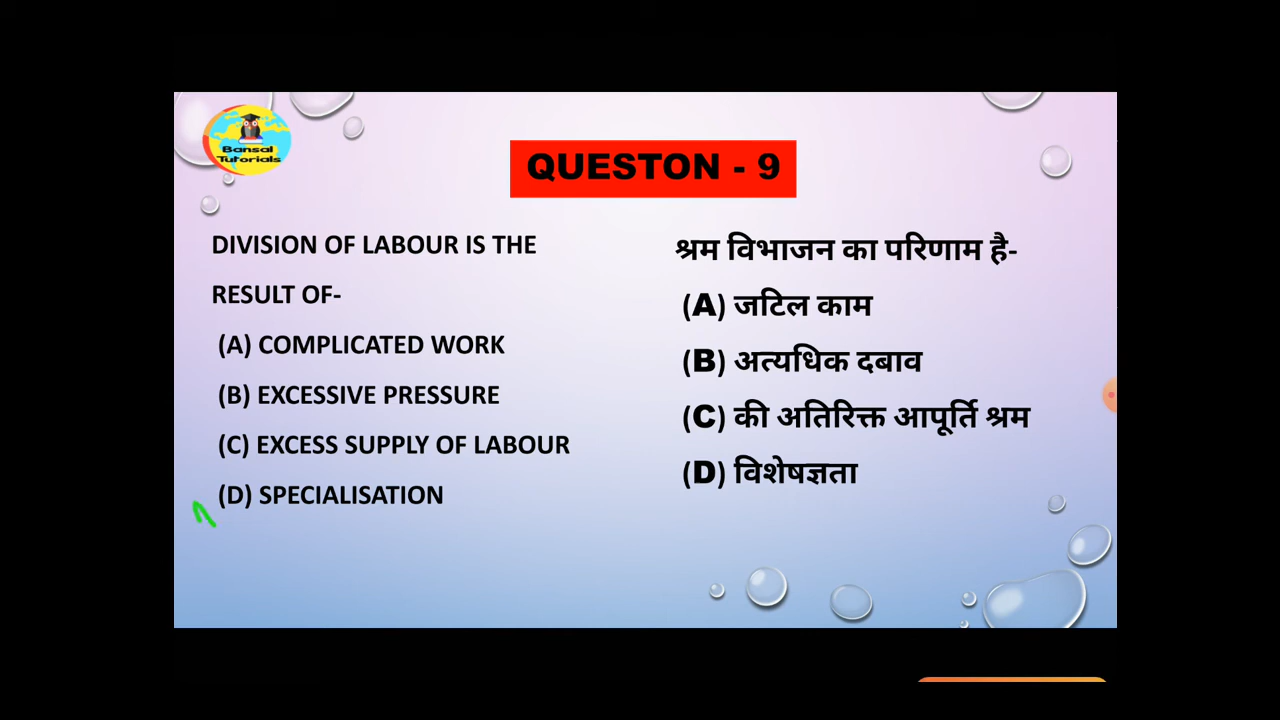 Bansal
Tutorials
QUESTON - 9
DIVISION OF LABOUR IS THE
RESULT OF-
(A) COMPLICATED WORK
(B) EXCESSIVE PRESSURE
(C) EXCESS SUPPLY OF LABOUR
(D) SPECIALISATION
श्रम विभाजन का परिणाम है-
(A) जटिल काम
(B) अत्यधिक दबाव
(C) की अतिरिक्त आपूर्ति श्रम
(D) विशेषज्ञता